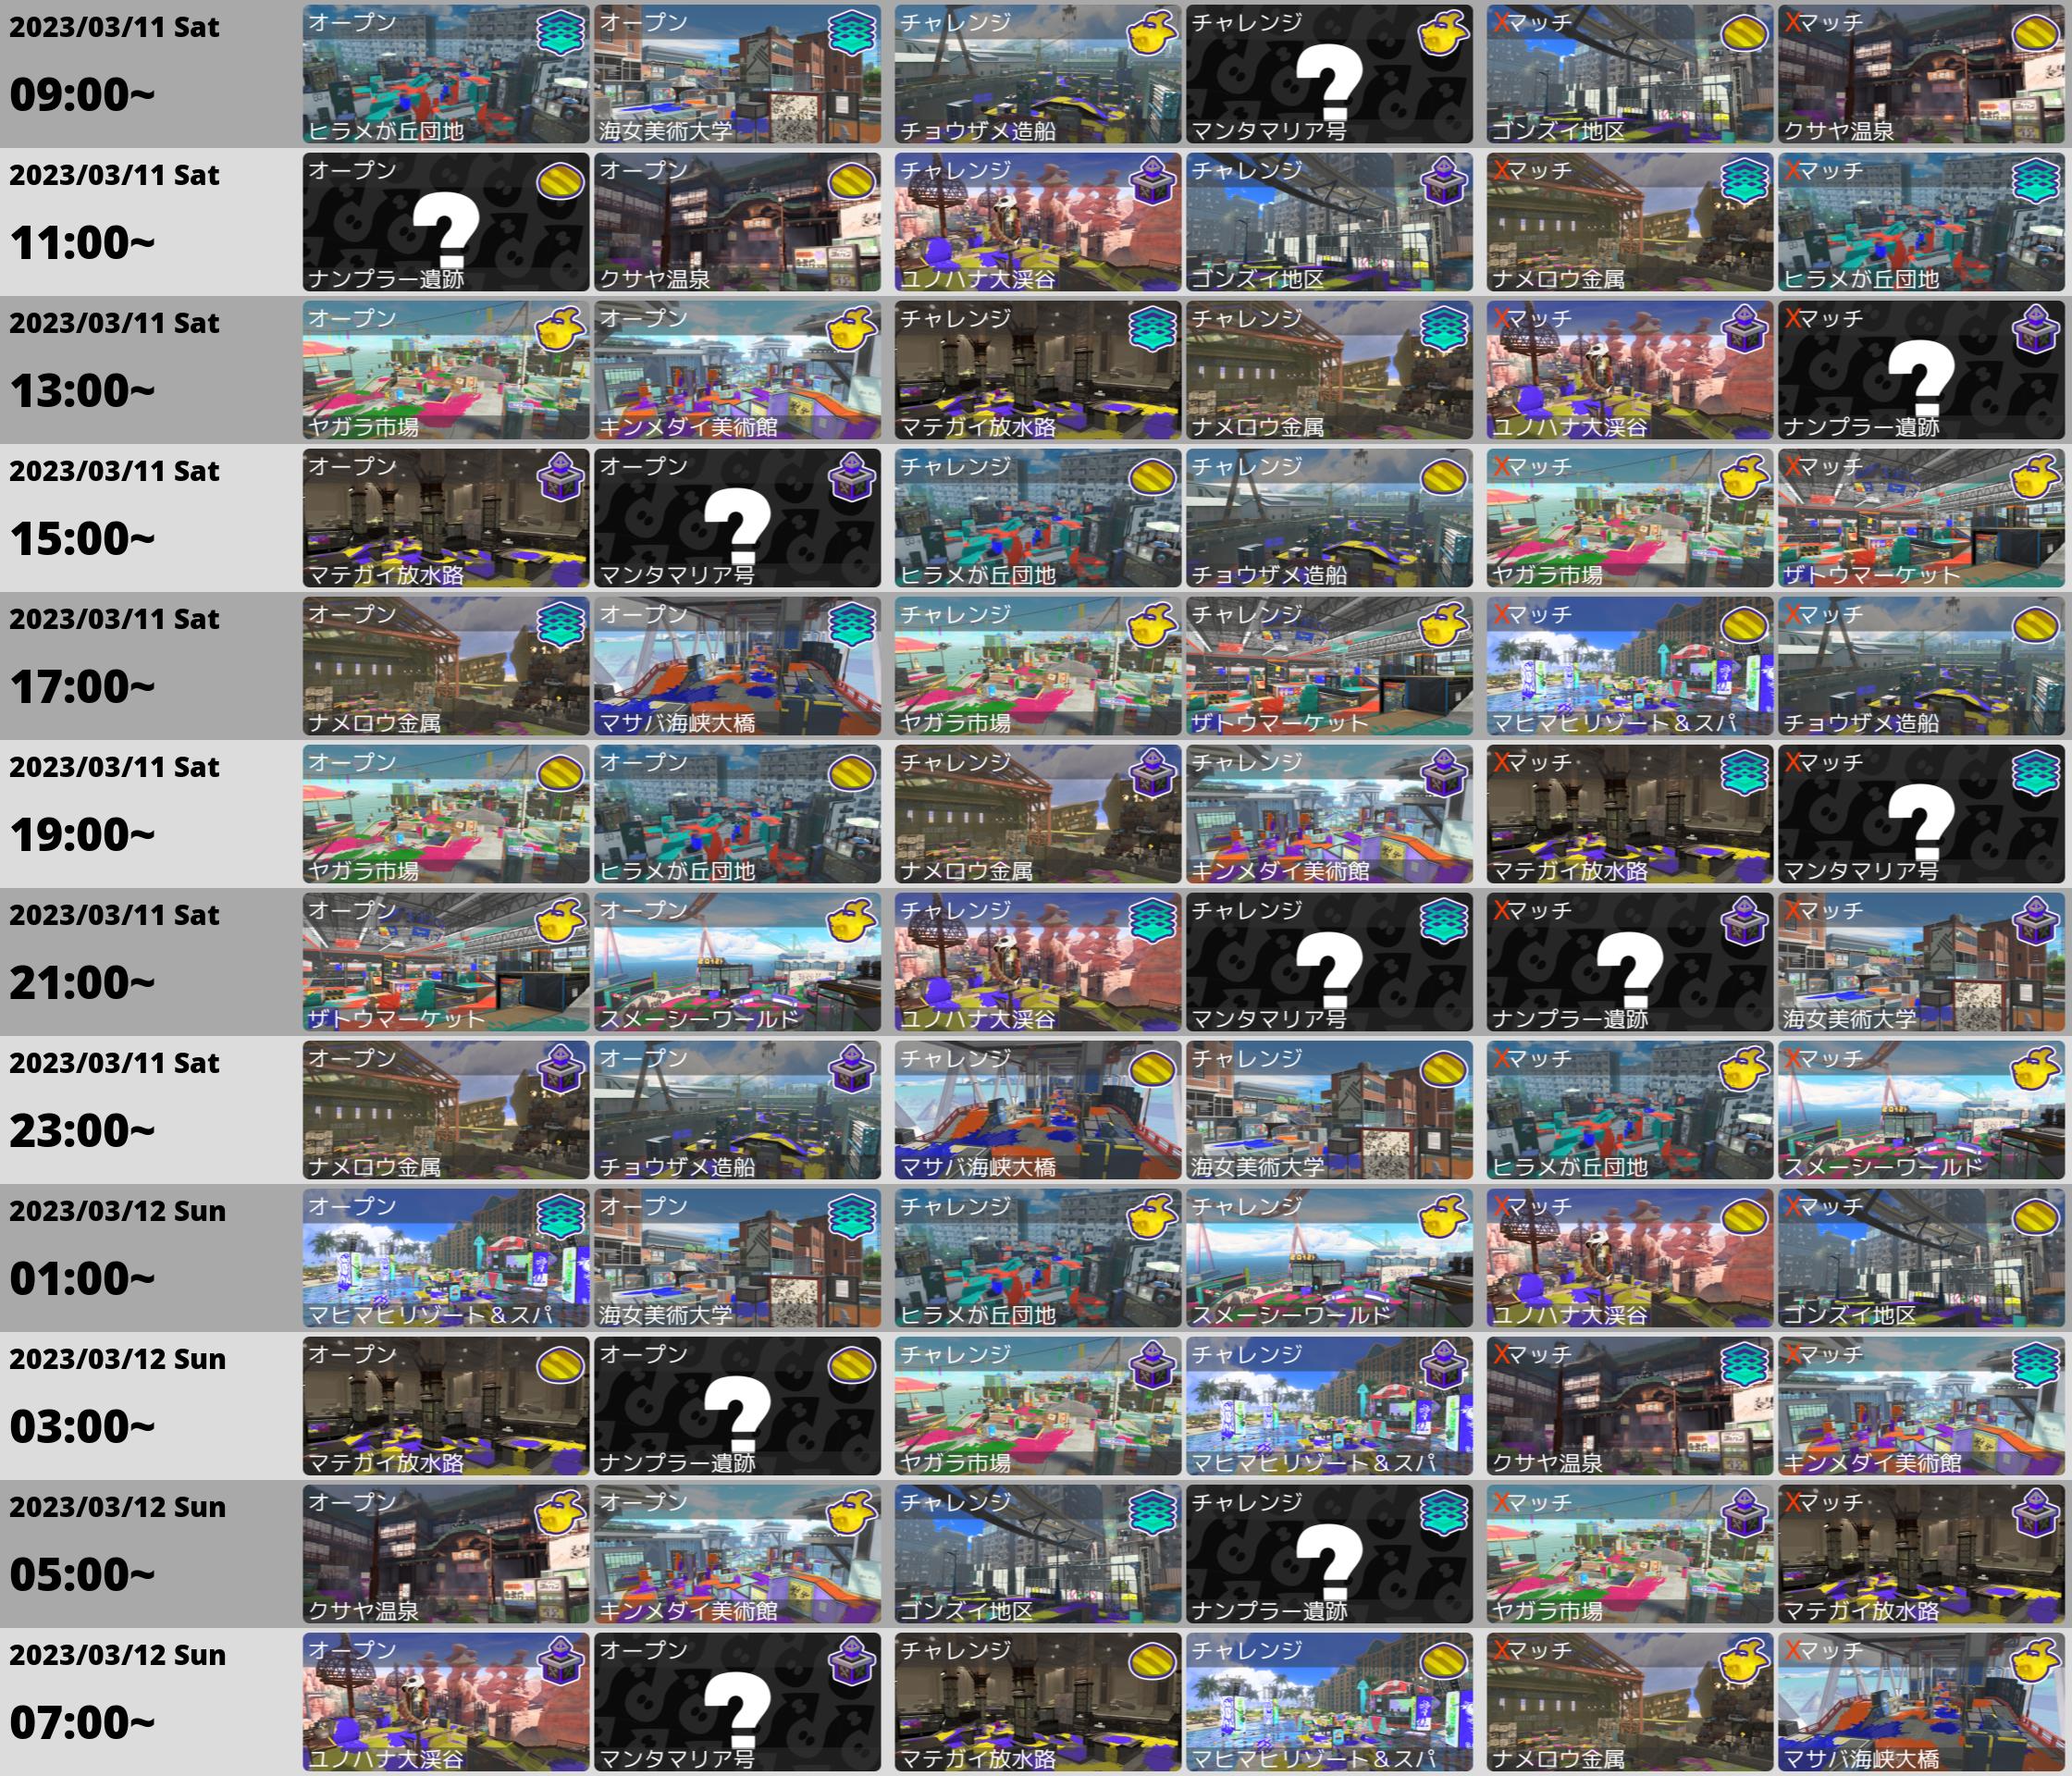 2023/03/11 Sat
09:00~
オープン
ヒラメが丘団地
オープン
海女美術大学
チャレンジ
チョウザメ造船
チャレンジ
?
マンタマリア号
Xマッチ
ゴンズイ地区
Xマッチ
クサヤ温泉
2023/03/11 Sat
11:00~
オープン
?
ナンプラー遺跡
オープン
クサヤ温泉
チャレンジ
ユノハナ大渓谷
チャレンジ
ゴンズイ地区
Xマッチ
ナメロウ金属
Xマッチ
ヒラメが丘団地
2023/03/11 Sat
13:00~
オープン
ヤガラ市場
オープン
キンメダイ美術館
チャレンジ
マテガイ放水路
チャレンジ
ナメロウ金属
Xマッチ
ユノハナ大渓谷
Xマッチ
?
ナンプラー遺跡
2023/03/11 Sat
15:00~
オープン
マテガイ放水路
オープン
?
マンタマリア号
チャレンジ
ヒラメが丘団地
チャレンジ
チョウザメ造船
Xマッチ
ヤガラ市場
Xマッチ
ザトウマーケット
2023/03/11 Sat
17:00~
オープン
ナメロウ金属
オープン
マサバ海峡大橋
チャレンジ
ヤガラ市場
チャレンジ
ザトウマーケット
Xマッチ
マヒマヒリゾート&スパ
Xマッチ
チョウザメ造船
2023/03/11 Sat
19:00~
オープン
ヤガラ市場
オープン
ヒラメが丘団地
チャレンジ
ナメロウ金属
チャレンジ
キンメダイ美術館
Xマッチ
マテガイ放水路
Xマッチ
?
マンタマリア号
2023/03/11 Sat
21:00~
オープン
ザトウマーケット
オープン
スメーシーワールド
チャレンジ
ユノハナ大渓谷
チャレンジ
?
マンタマリア号
Xマッチ
?
ナンプラー遺跡
Xマッチ
海女美術大学
2023/03/11 Sat
23:00~
オープン
ナメロウ金属
オープン
チョウザメ造船
チャレンジ
マサバ海峡大橋
チャレンジ
海女美術大学
Xマッチ
ヒラメが丘団地
Xマッチ
スメーシーワールド
2023/03/12 Sun
01:00~
オープン
マヒマヒリゾート&スパ
オープン
海女美術大学
チャレンジ
ヒラメが丘団地
チャレンジ
スメーシーワールド
Xマッチ
ユノハナ大渓谷
Xマッチ
ゴンズイ地区
2023/03/12 Sun
03:00~
オープン
マテガイ放水路
オープン
?
ナンプラー遺跡
チャレンジ
ヤガラ市場
チャレンジ
マヒマヒリゾート&スパ
Xマッチ
クサヤ温泉
Xマッチ
キンメダイ美術館
2023/03/12 Sun
05:00~
オープン
クサヤ温泉
オープン
キンメダイ美術館
チャレンジ
ゴンズイ地区
チャレンジ
?
ナンプラー遺跡
Xマッチ
ヤガラ市場
Xマッチ
マテガイ放水路
2023/03/12 Sun
07:00~
オープン
ユノハナ大渓谷
オープン
?
マンタマリア号
チャレンジ
マテガイ放水路
チャレンジ
マヒマヒリゾート&スパ
Xマッチ
ナメロウ金属
Xマッチ
マサバ海峡大橋